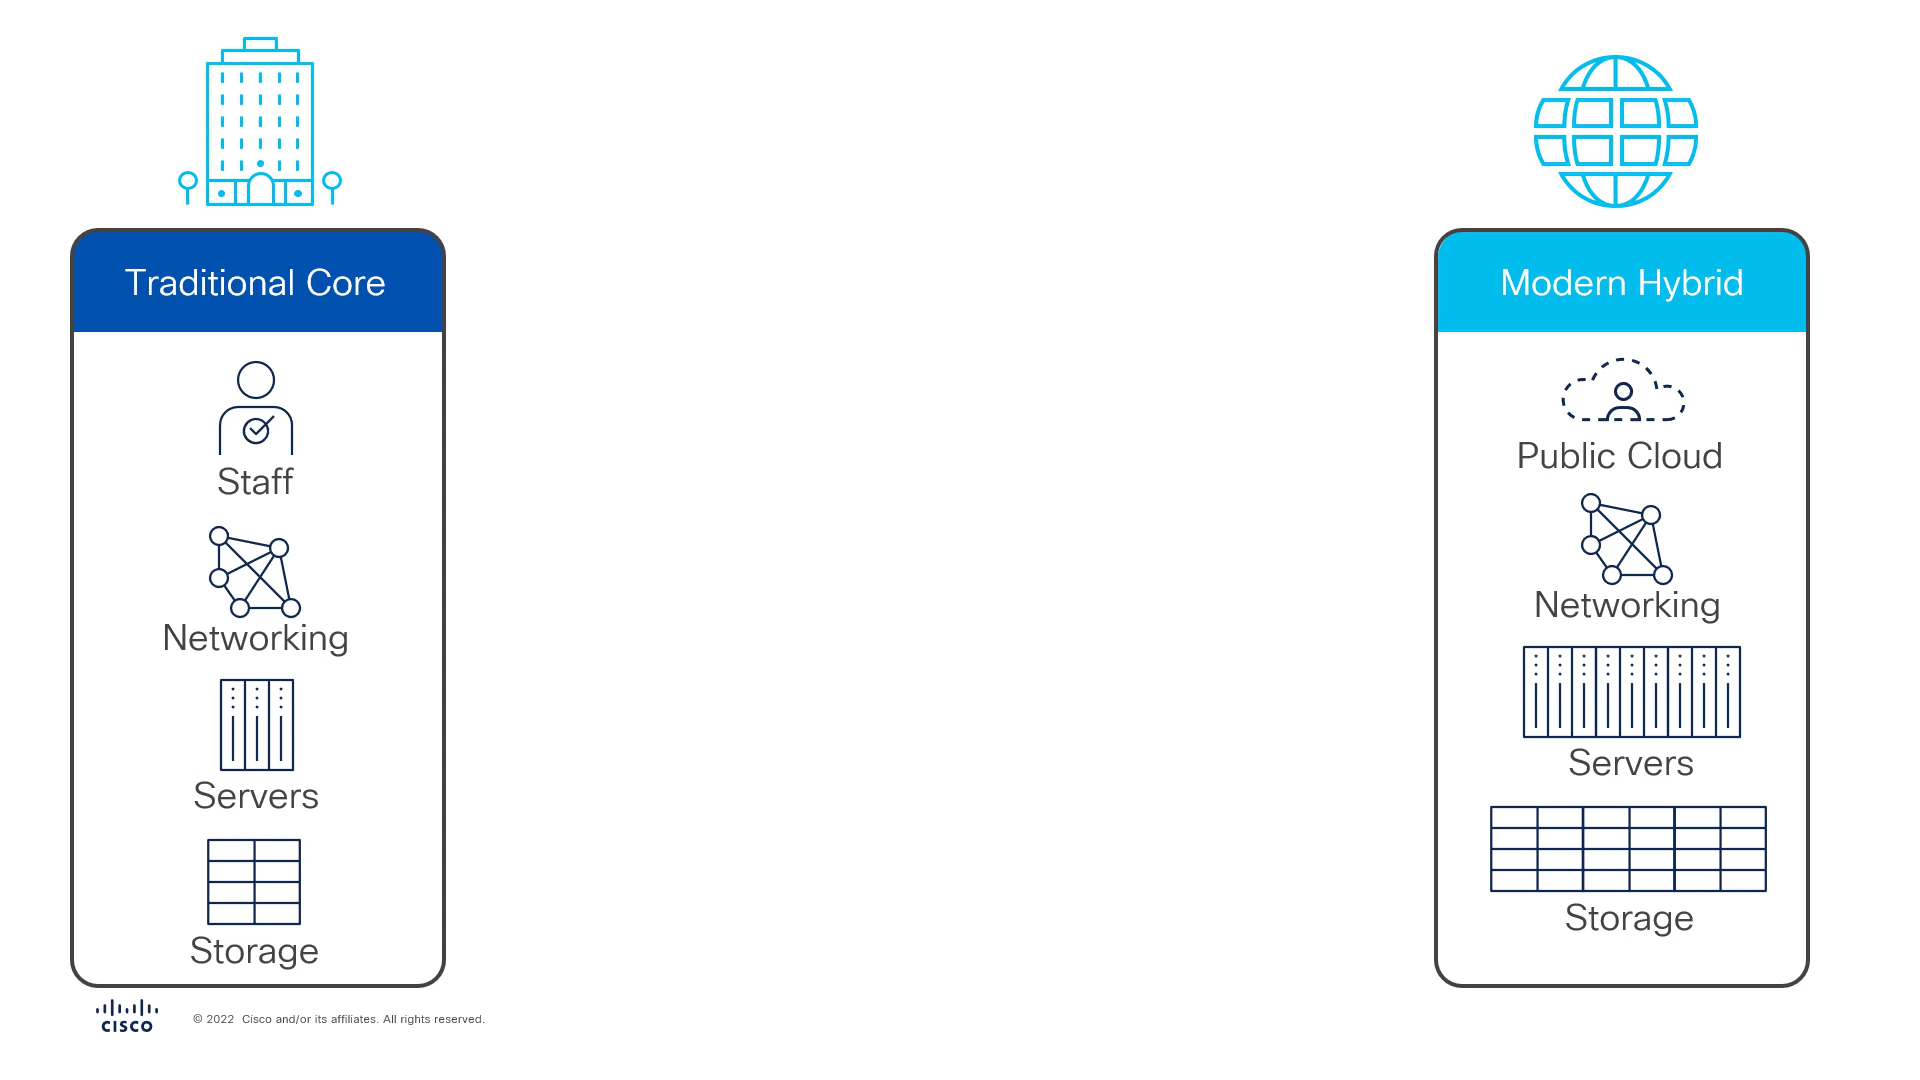 Traditional Core
Staff
Networking
Servers
Storage
Modern Hybrid
Public Cloud
Networking
Servers
Storage
CISCO
© 2022 Cisco and/or its affiliates. All rights reserved.